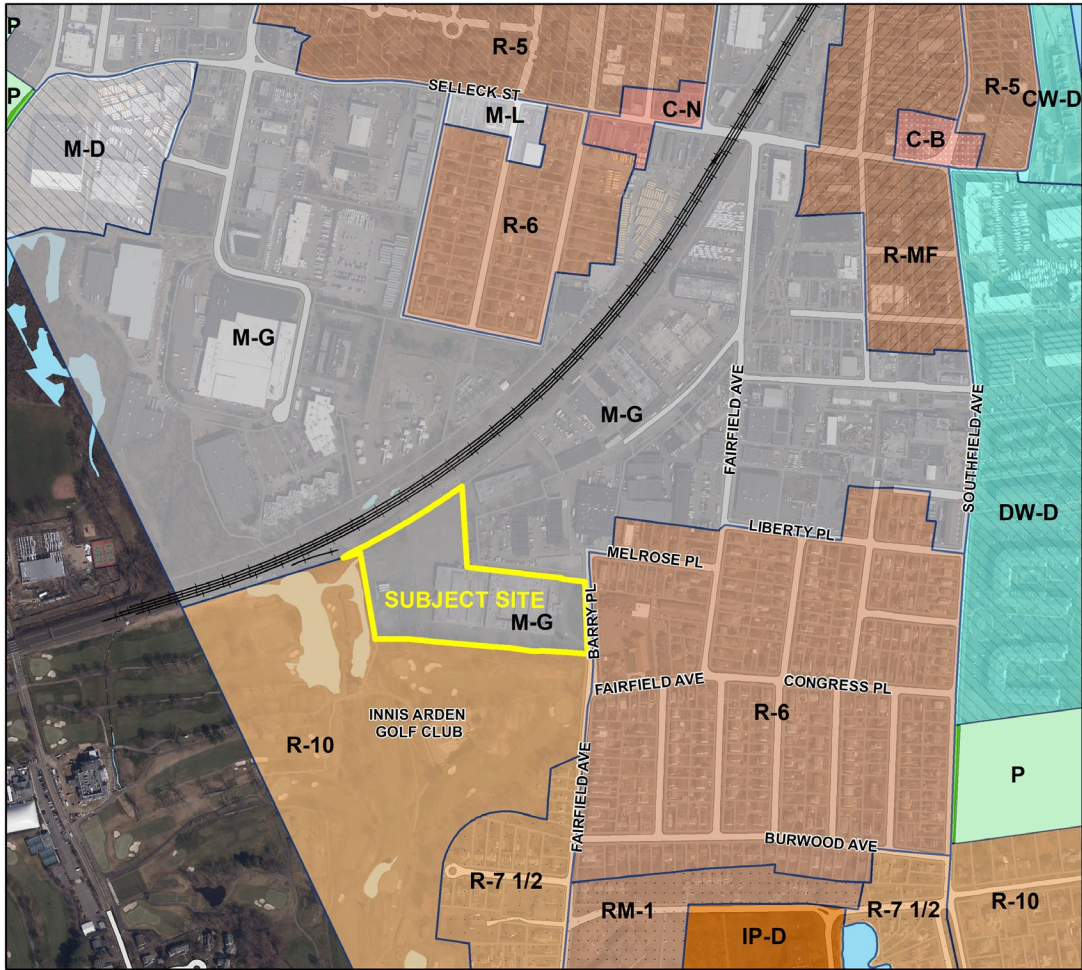 P
R-5
P
SELLECK ST
M-L
C-N
R-5
CW-D
C-B
M-D
R-6
R-MF
M-G
M-G
FAIRFIELD AVE
SOUTHFIELD AVE
DW-D
LIBERTY PL
MELROSE PL
SUBJECT SITE
M-G
BARRY PL
FAIRFIELD AVE
CONGRESS PL
R-6
INNIS ARDEN
GOLF CLUB
R-10
P
FAIRFIELD AVE
BURWOOD AVE
R-7 1/2
RM-1
R-7 1/2
R-10
IP-D